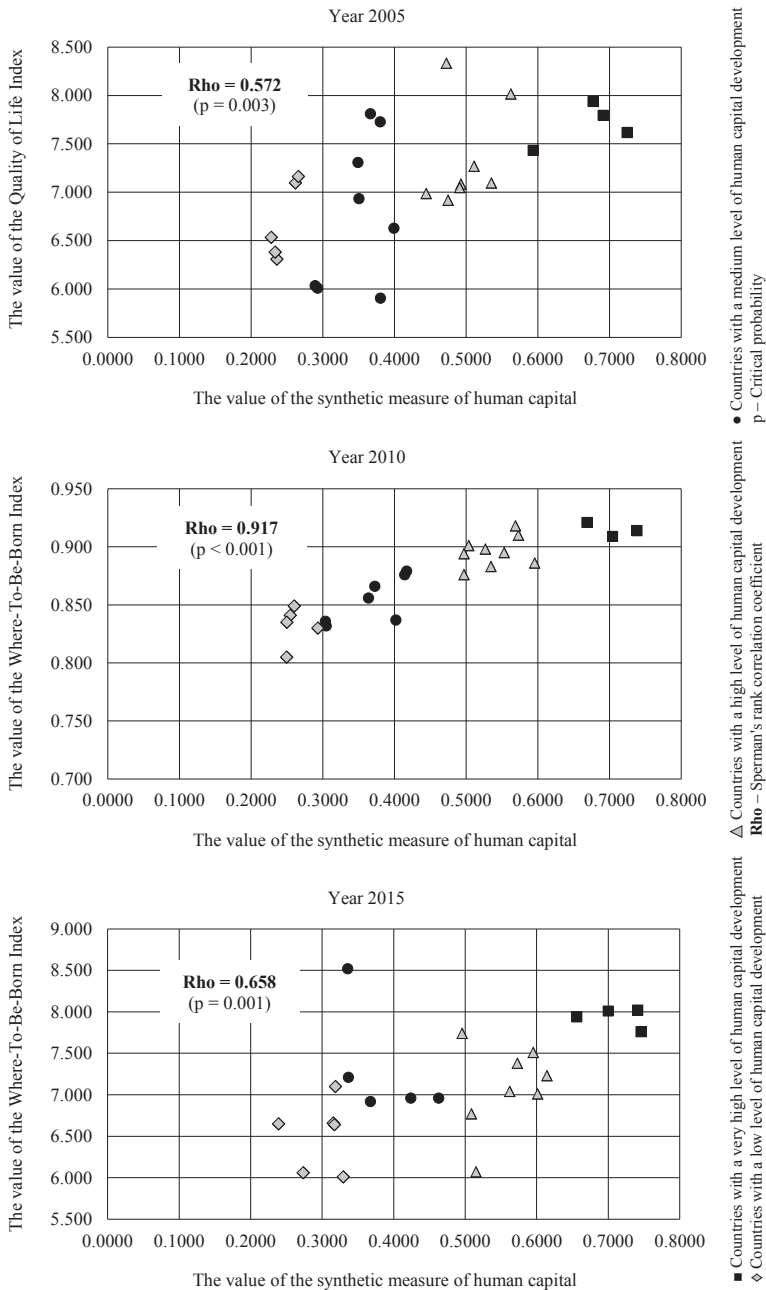 Year 2005
The value of the Quality of Life Index
8.500
8.000
7.500
7.000
6.500
6.000
5.500
Rho = 0.572
(p = 0.003)
0.0000 0.1000 0.2000 0.3000 0.4000 0.5000 0.6000 0.7000 0.8000
The value of the synthetic measure of human capital
Year 2010
The value of the Where-To-Be-Born Index
0.950
0.900
0.850
0.800
0.750
0.700
Rho = 0.917
(p < 0.001)
0.0000 0.1000 0.2000 0.3000 0.4000 0.5000 0.6000 0.7000 0.8000
The value of the synthetic measure of human capital
Year 2015
The value of the Where-To-Be-Born Index
9.000
8.500
8.000
7.500
7.000
6.500
6.000
5.500
Rho = 0.658
(p = 0.001)
0.0000 0.1000 0.2000 0.3000 0.4000 0.5000 0.6000 0.7000 0.8000
The value of the synthetic measure of human capital
Countries with a very high level of human capital development
Countries with a low level of human capital development
Countries with a high level of human capital development
Rho – Sperman's rank correlation coefficient
Countries with a medium level of human capital development
p – Critical probability